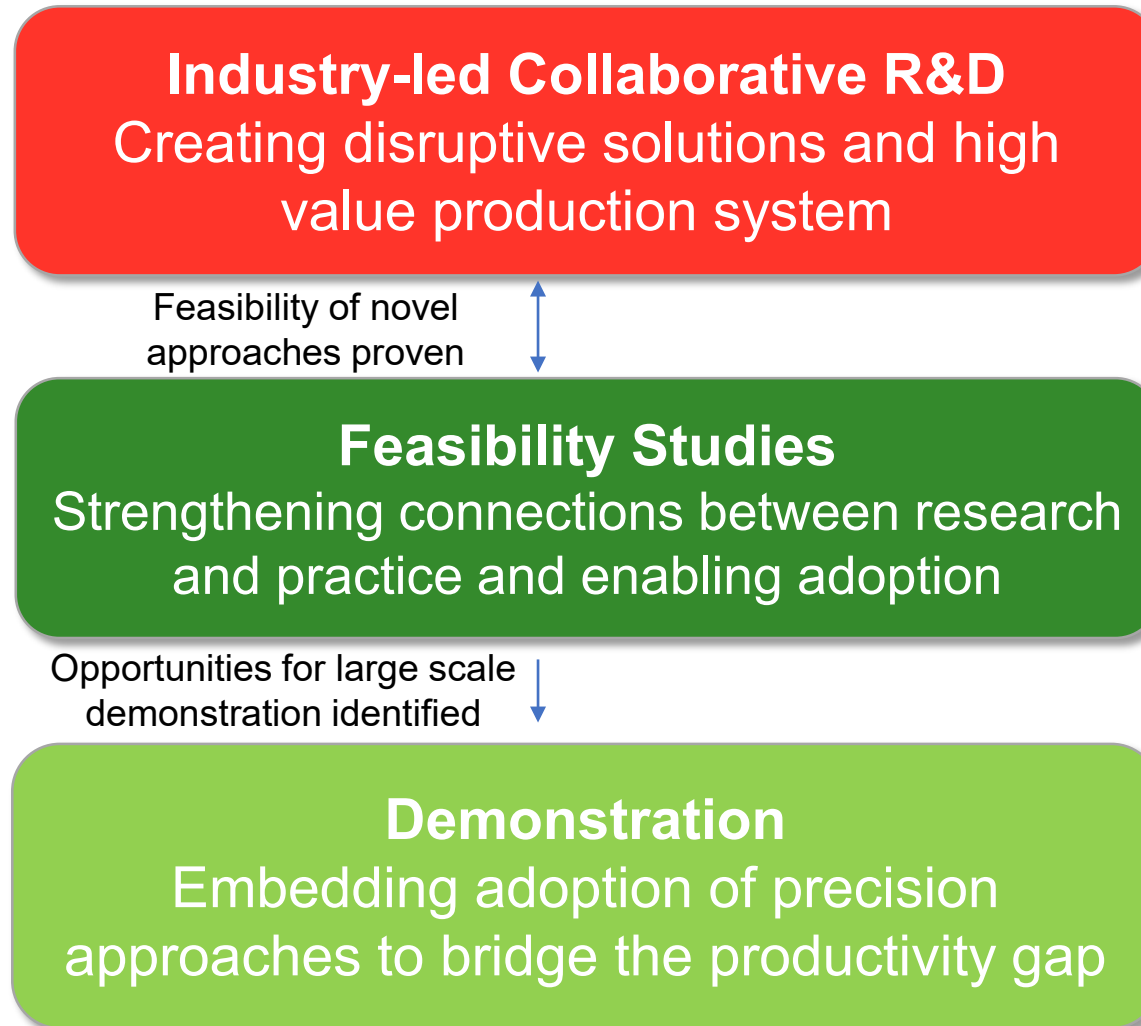 Industry-led Collaborative R&D
Creating disruptive solutions and high
value production system
Feasibility of novel
approaches proven
Feasibility Studies
Strengthening connections between research
and practice and enabling adoption
Opportunities for large scale
demonstration identified
Demonstration
Embedding adoption of precision
approaches to bridge the productivity gap